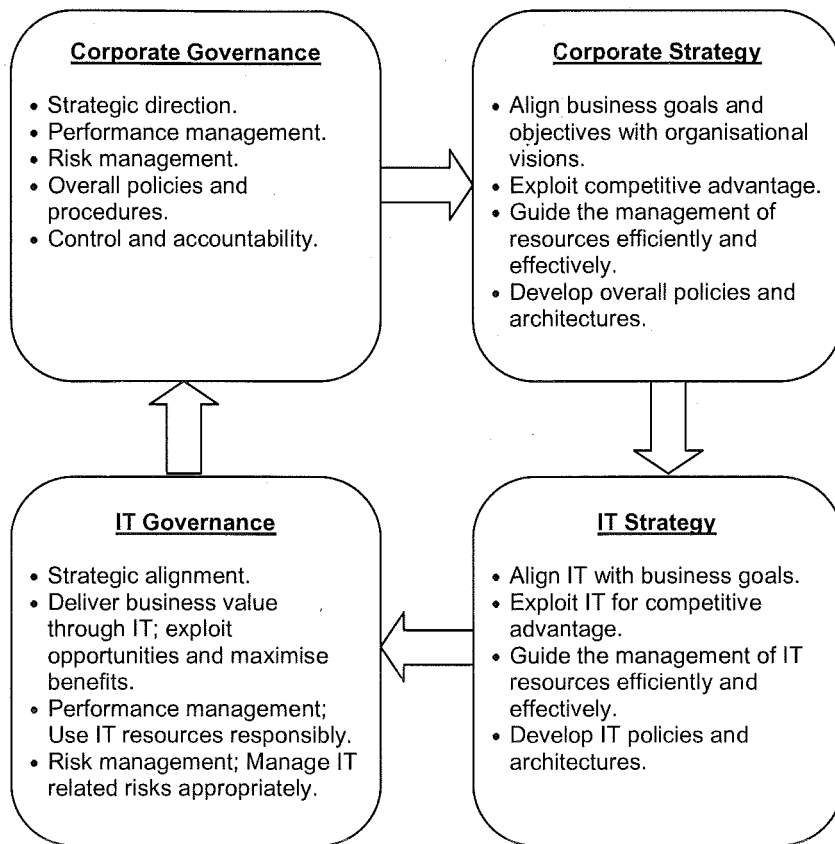 Corporate Governance
• Strategic direction.
• Performance management.
• Risk management.
• Overall policies and
procedures.
• Control and accountability.
Corporate Strategy
• Align business goals and
objectives with organisational
visions.
• Exploit competitive advantage.
• Guide the management of
resources efficiently and
effectively.
• Develop overall policies and
architectures.
IT Governance
• Strategic alignment.
• Deliver business value
through IT; exploit
opportunities and maximise
benefits.
• Performance management;
Use IT resources responsibly.
• Risk management; Manage IT
related risks appropriately.
IT Strategy
• Align IT with business goals.
• Exploit IT for competitive
advantage.
• Guide the management of IT
resources efficiently and
effectively.
• Develop IT policies and
architectures.